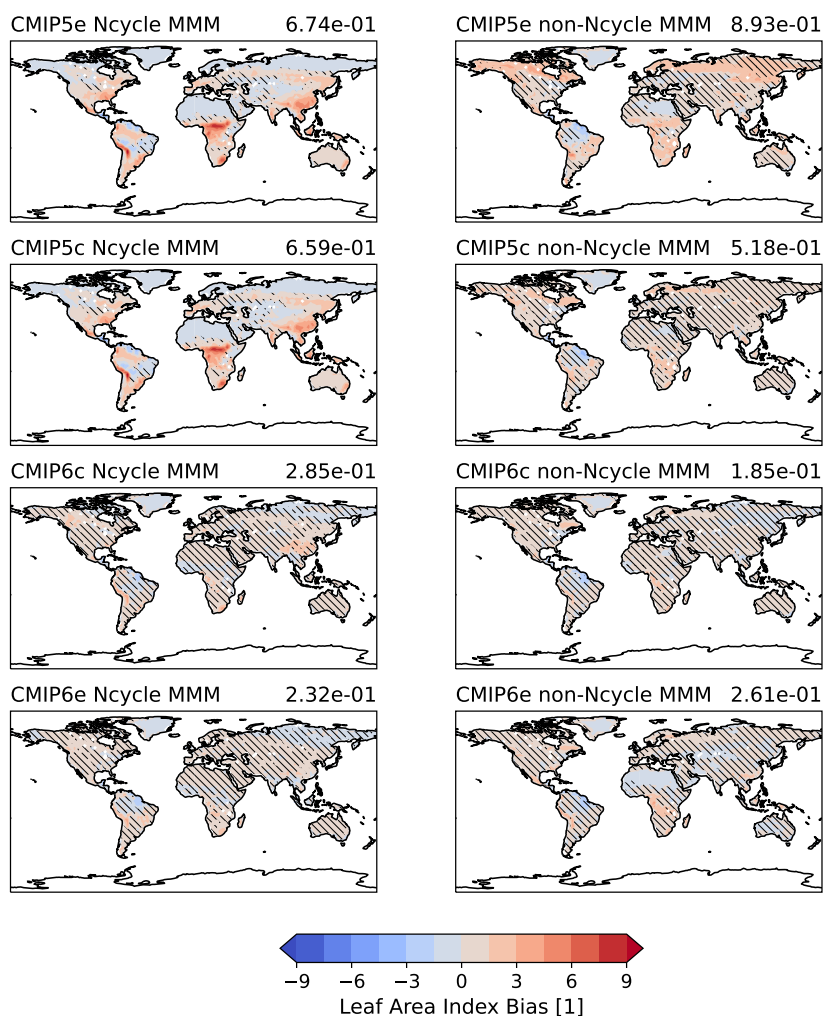 CMIP5e Ncycle MMM 6.74e-01
CMIP5e non-Ncycle MMM 8.93e-01
CMIP5c Ncycle MMM 6.59e-01
CMIP5c non-Ncycle MMM 5.18e-01
CMIP6c Ncycle MMM 2.85e-01
CMIP6c non-Ncycle MMM 1.85e-01
CMIP6e Ncycle MMM 2.32e-01
CMIP6e non-Ncycle MMM 2.61e-01
−9 −6 −3 0 3 6 9
Leaf Area Index Bias [1]